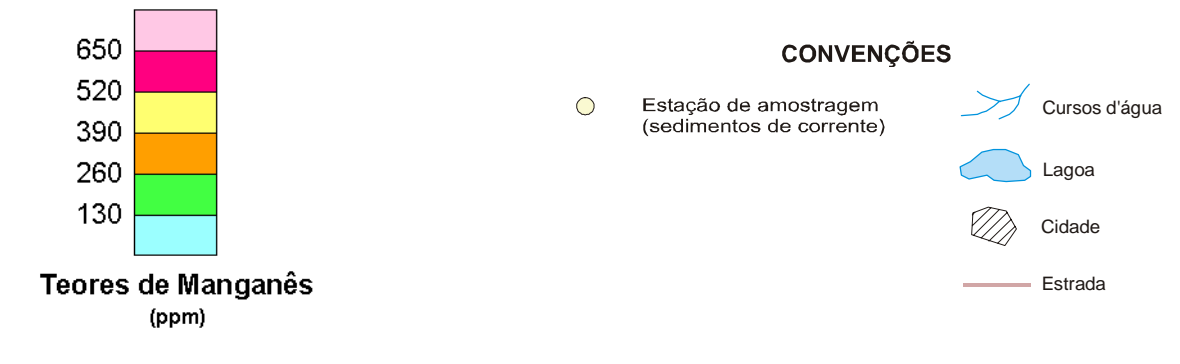 650
520
390
260
130
Teores de Manganês
(ppm)
CONVENÇÕES
Estação de amostragem
(sedimentos de corrente)
Cursos d'água
Lagoa
Cidade
Estrada